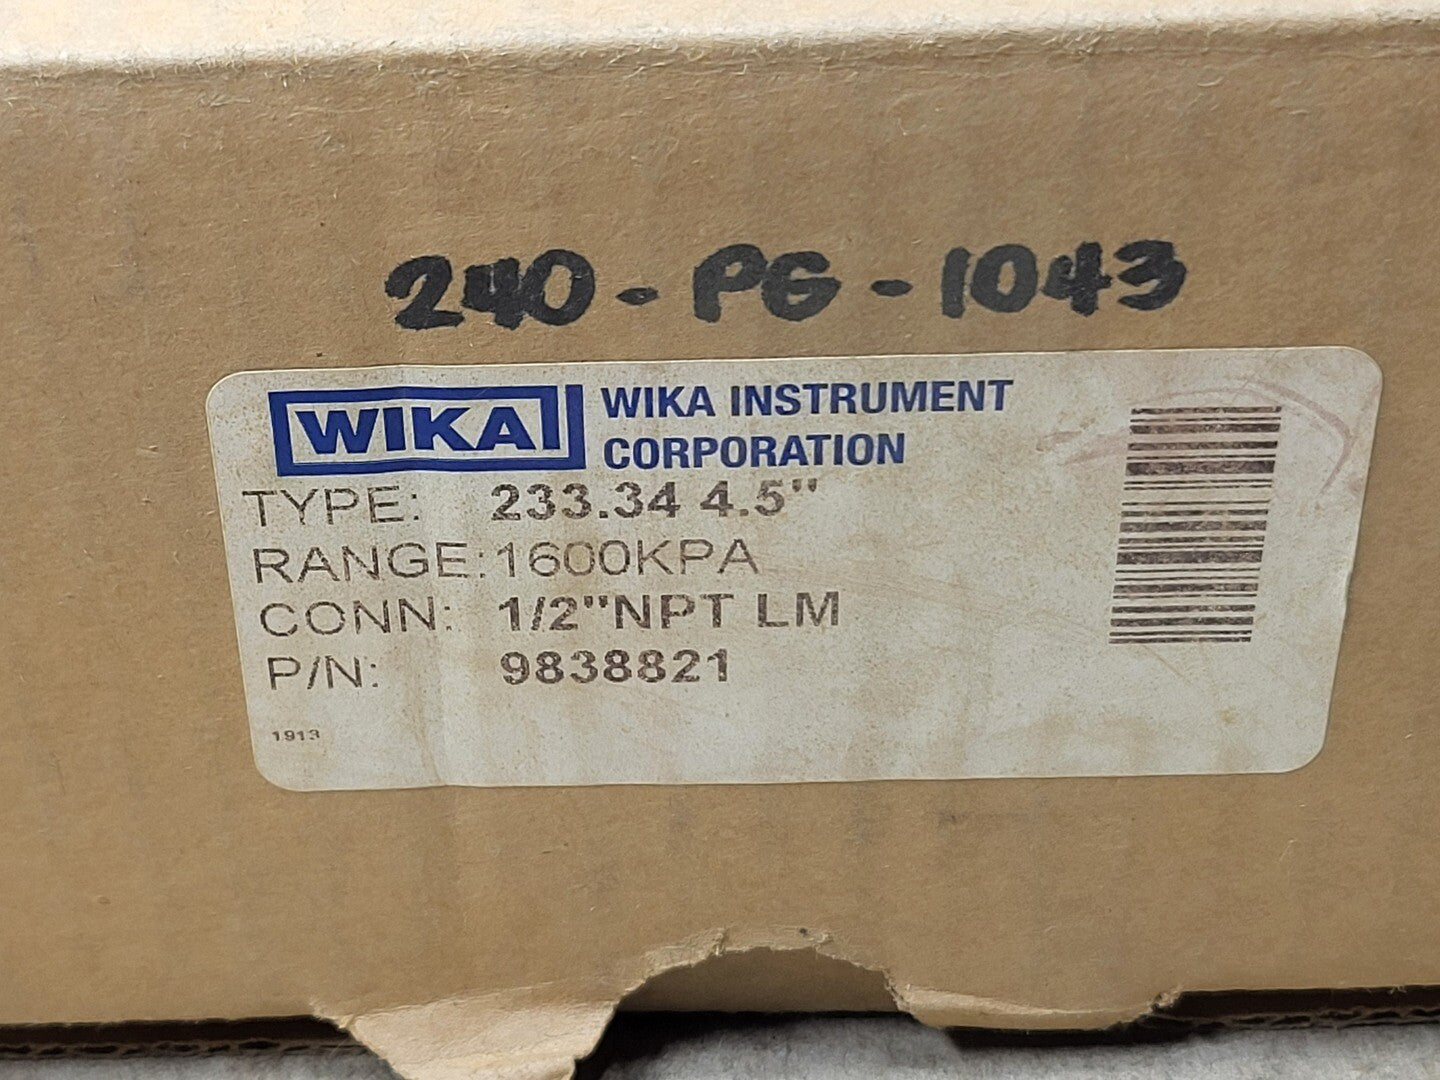 240-PG-1043
WIKA
WIKA INSTRUMENT
CORPORATION
TYPE: 233.34 4.5"
RANGE: 1600KPA
CONN: 1/2"NPT LM
P/N: 9838821
1913